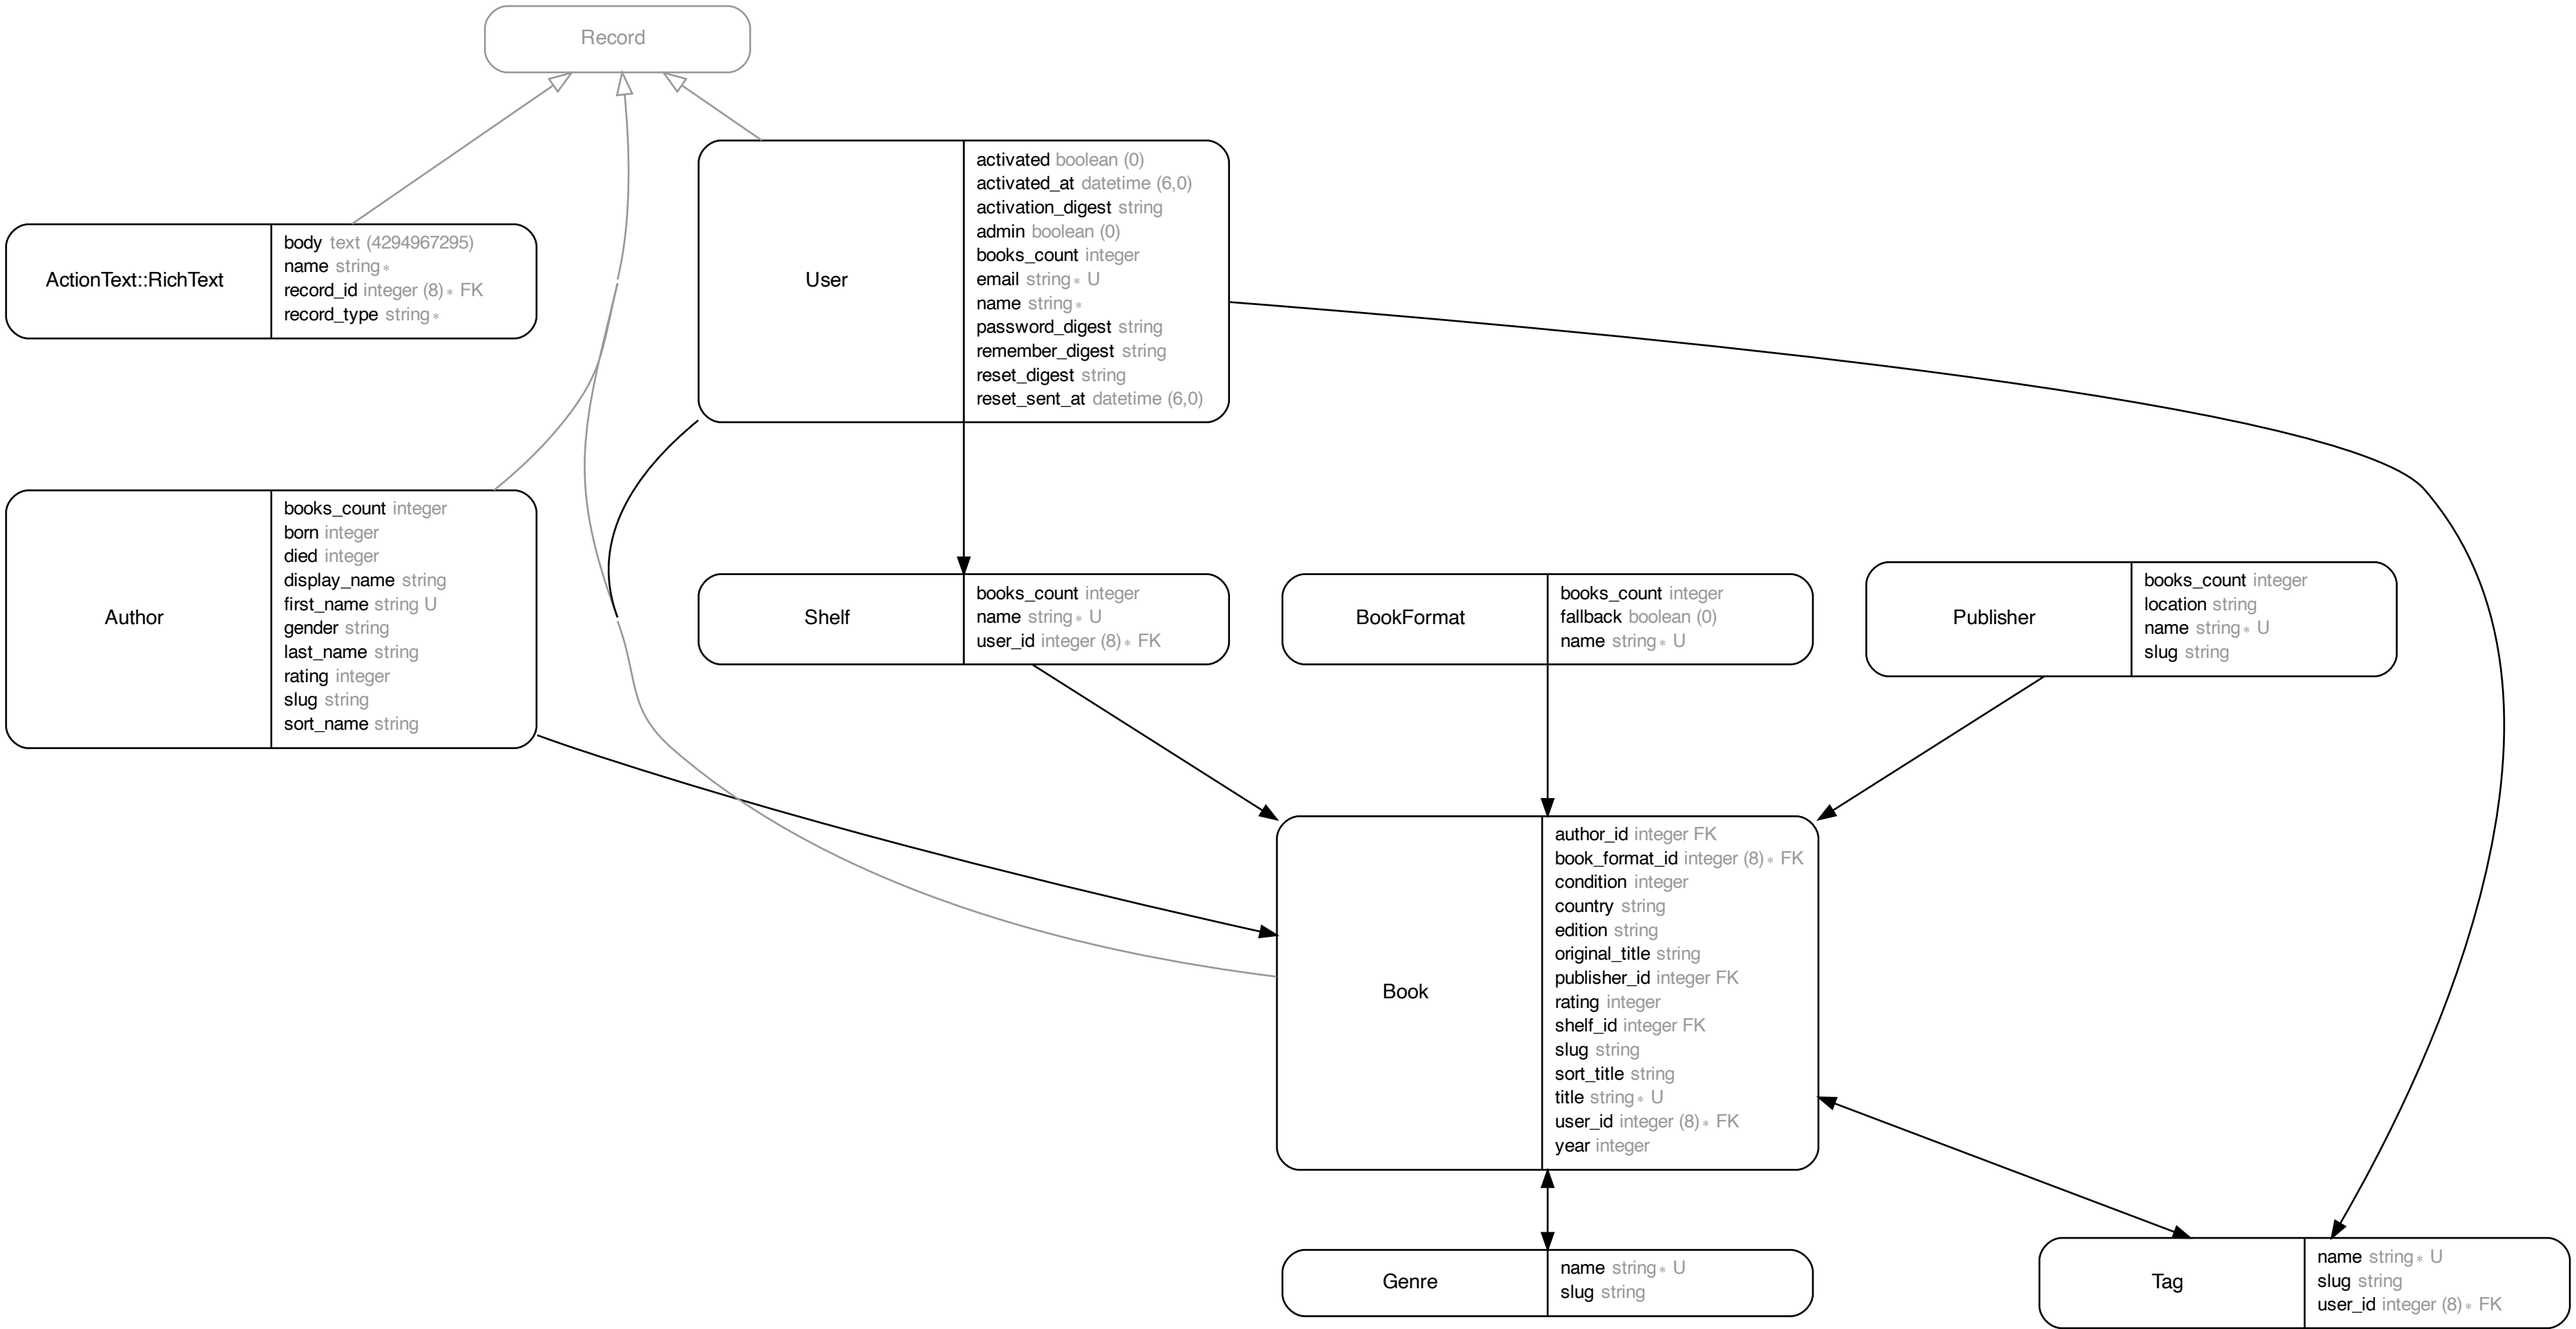 Record
User
activated boolean (0)
activated_at datetime (6,0)
activation_digest string
admin boolean (0)
books_count integer
email string∗ U
name string∗
password_digest string
remember_digest string
reset_digest string
reset_sent_at datetime (6,0)
ActionText::RichText
body text (4294967295)
name string∗
record_id integer (8)∗ FK
record_type string∗
Author
books_count integer
born integer
died integer
display_name string
first_name string U
gender string
last_name string
rating integer
slug string
sort_name string
Shelf
books_count integer
name string∗ U
user_id integer (8)∗ FK
BookFormat
books_count integer
fallback boolean (0)
name string∗ U
Publisher
books_count integer
location string
name string∗ U
slug string
Book
author_id integer FK
book_format_id integer (8)∗ FK
condition integer
country string
edition string
original_title string
publisher_id integer FK
rating integer
shelf_id integer FK
slug string
sort_title string
title string∗ U
user_id integer (8)∗ FK
year integer
Genre
name string∗ U
slug string
Tag
name string∗ U
slug string
user_id integer (8)∗ FK